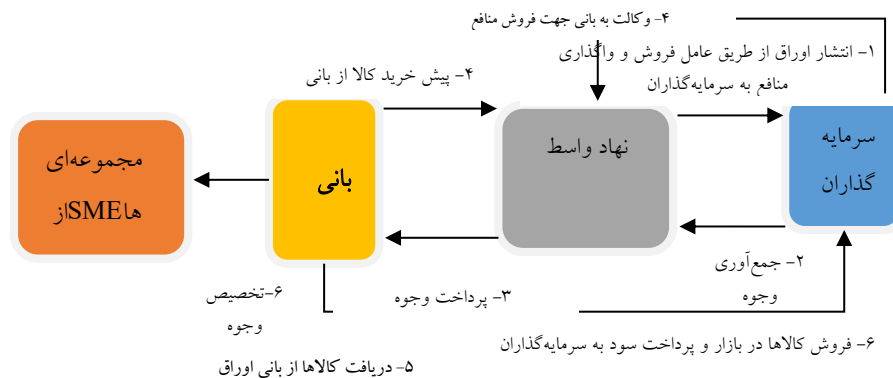 ۴- وکالت به بانی جهت فروش منافع
۱- انتشار اوراق از طریق عامل فروش و واگذاری
منافع به سرمایه‌گذاران
۴- پیش خرید کالا از بانی
سرمایه
گذاران
نهاد واسط
بانی
مجموعه‌ای
هاSMEاز
۲- جمع‌آوری
وجوه
۳- پرداخت وجوه
۶-تخصیص
وجوه
۶- فروش کالاها در بازار و پرداخت سود به سرمایه‌گذاران
۵- دریافت کالاها از بانی اوراق